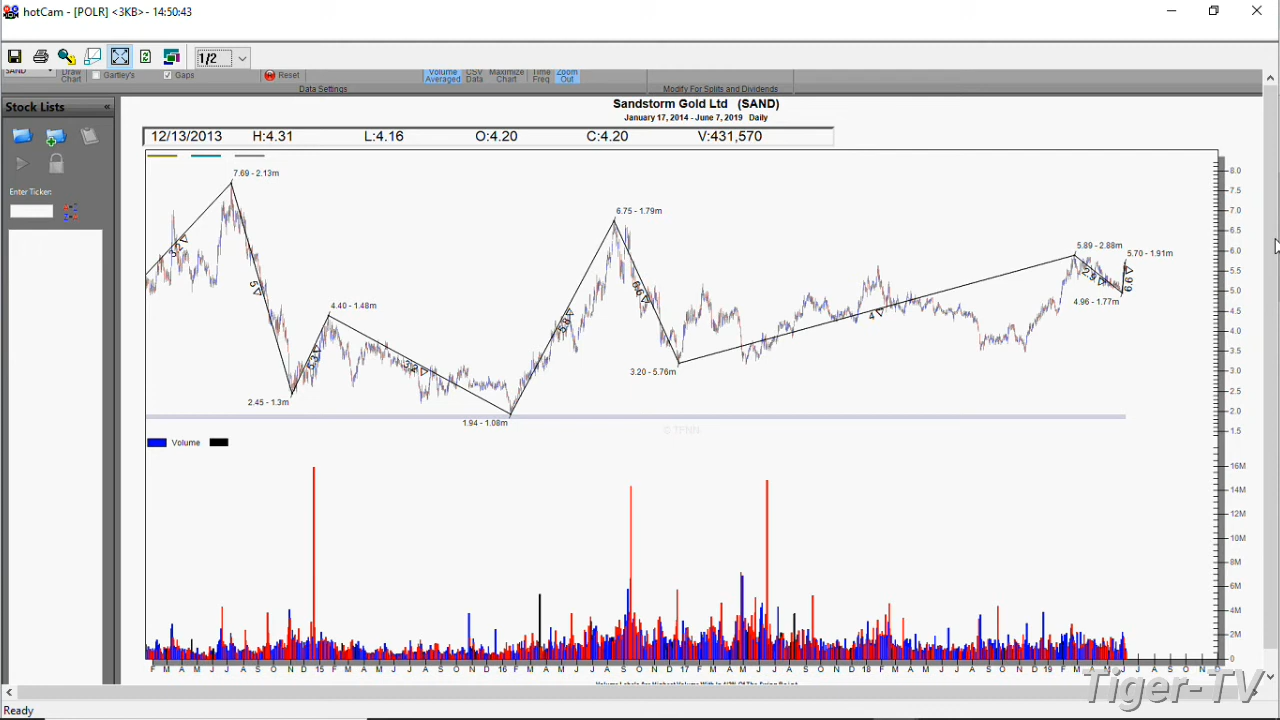 hotCam - [POLR] <3KB> - 14:50:43
1/2
SAND Draw Chart Gartley's Gaps Reset Volume Averaged CSV Data Maximize Chart Time Freq Zoom Out
Data Settings Modify For Splits and Dividends
Stock Lists
Enter Ticker:
Sandstorm Gold Ltd (SAND)
January 17, 2014 - June 7, 2019 Daily
12/13/2013 H:4.31 L:4.16 O:4.20 C:4.20 V:431,570
7.69 - 2.13m
6.75 - 1.79m
5.89 - 2.88m
5.70 - 1.91m
4.96 - 1.77m
4.40 - 1.48m
3.20 - 5.76m
2.45 - 1.3m
1.94 - 1.08m
8.0
7.5
7.0
6.5
6.0
5.5
5.0
4.5
4.0
3.5
3.0
2.5
2.0
1.5
© TFNN
Volume
16M
14M
12M
10M
8M
6M
4M
2M
0
F M A M J J A S O N D 15 F M A M J J A S O N D 16 F M A M J J A S O N D 17 F M A M J J A S O N D 18 F M A M J J A S O N D 19 F M A M J J A S O N D
Tiger-TV
Ready